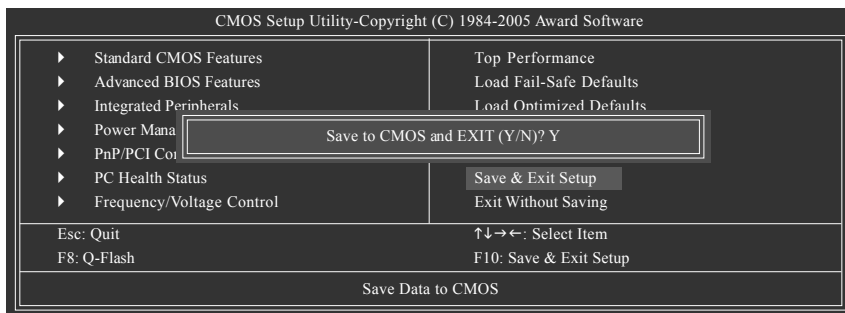 CMOS Setup Utility-Copyright (C) 1984-2005 Award Software
Standard CMOS Features
Advanced BIOS Features
Integrated Peripherals
Power Mana
PnP/PCI
PC Health Status
Frequency/Voltage Control
Top Performance
Load Fail-Safe Defaults
Load Optimized Defaults
Save to CMOS and EXIT (Y/N)? Y
Save & Exit Setup
Exit Without Saving
Esc: Quit
↑↓→←: Select Item
F8: Q-Flash
F10: Save & Exit Setup
Save Data to CMOS